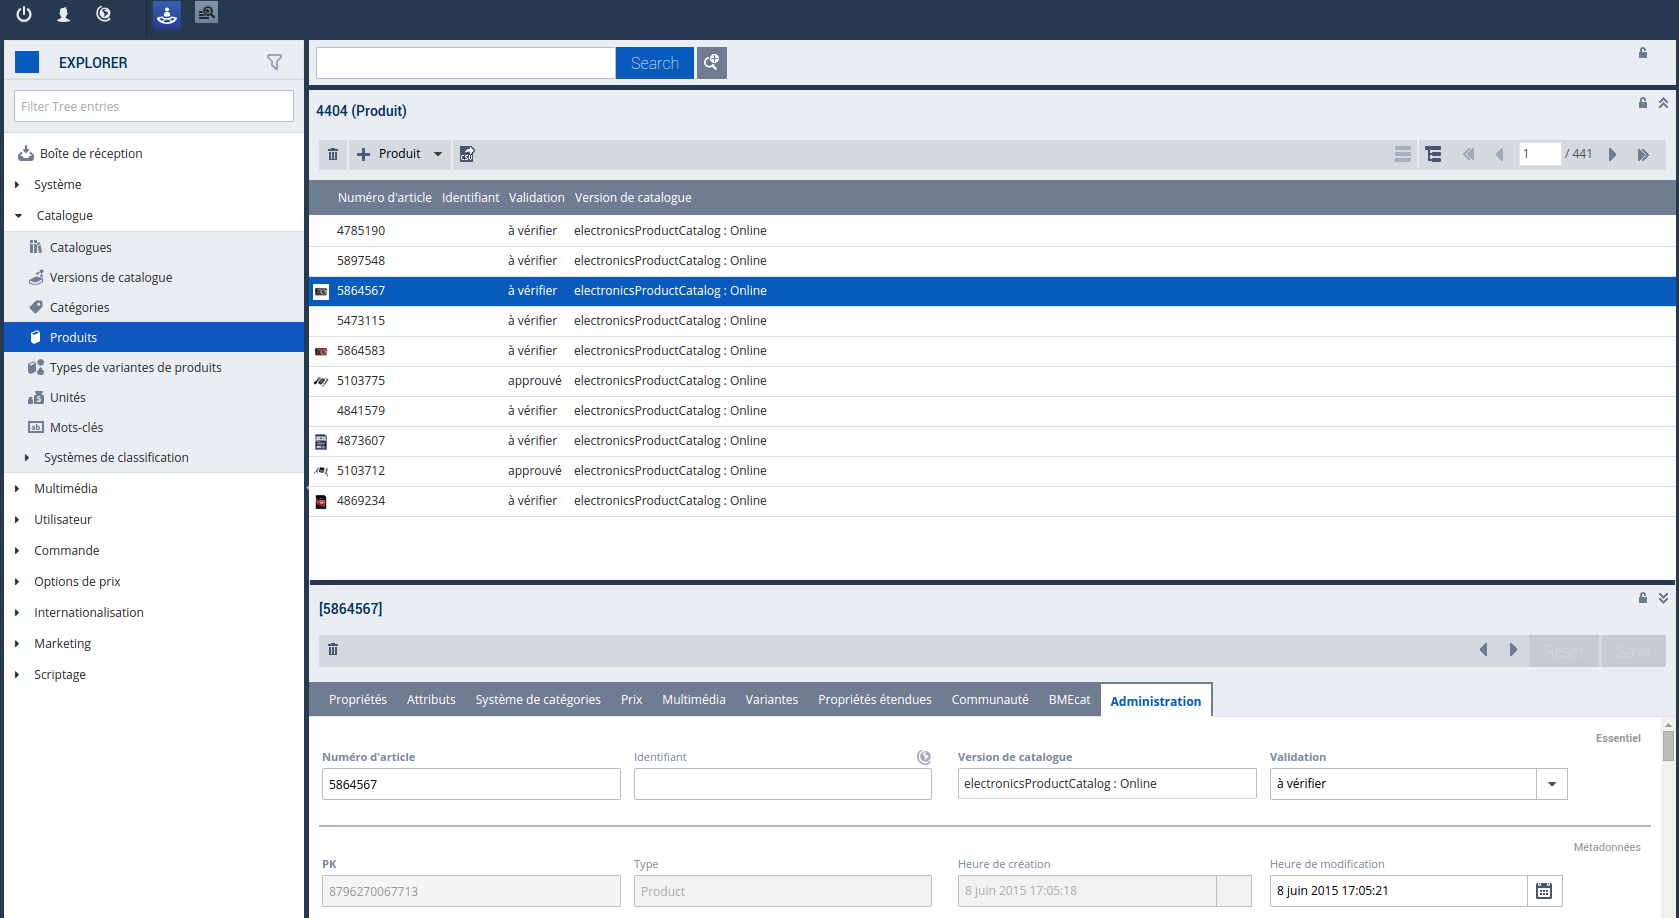 EXPLORER
Filter Tree entries
Boîte de réception
Système
Catalogue
Catalogues
Versions de catalogue
Catégories
Produits
Types de variantes de produits
Unités
Mots-clés
Systèmes de classification
Multimédia
Utilisateur
Commande
Options de prix
Internationalisation
Marketing
Scriptage
Search
4404 (Produit)
Produit CSV 1 / 441
Numéro d'article Identifiant Validation Version de catalogue
4785190 à vérifier electronicsProductCatalog : Online
5897548 à vérifier electronicsProductCatalog : Online
5864567 à vérifier electronicsProductCatalog : Online
5473115 à vérifier electronicsProductCatalog : Online
5864583 à vérifier electronicsProductCatalog : Online
5103775 approuvé electronicsProductCatalog : Online
4841579 à vérifier electronicsProductCatalog : Online
4873607 à vérifier electronicsProductCatalog : Online
5103712 approuvé electronicsProductCatalog : Online
4869234 à vérifier electronicsProductCatalog : Online
[5864567]
Reset Save
Propriétés Attributs Système de catégories Prix Multimédia Variantes Propriétés étendues Communauté BMEcat Administration
Essentiel
Numéro d'article Identifiant Version de catalogue Validation
5864567 electronicsProductCatalog : Online à vérifier
Métadonnées
PK Type Heure de création Heure de modification
8796270067713 Product 8 juin 2015 17:05:18 8 juin 2015 17:05:21